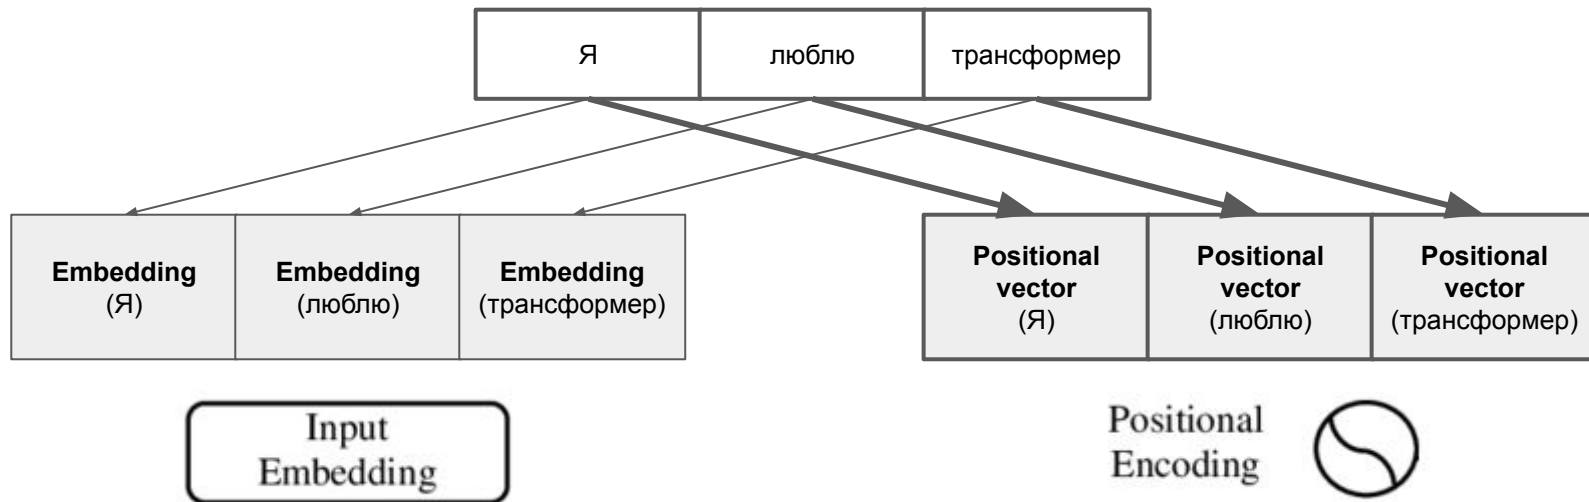 Я
люблю
трансформер
Embedding
(Я)
Embedding
(люблю)
Embedding
(трансформер)
Positional
vector
(Я)
Positional
vector
(люблю)
Positional
vector
(трансформер)
Input
Embedding
Positional
Encoding